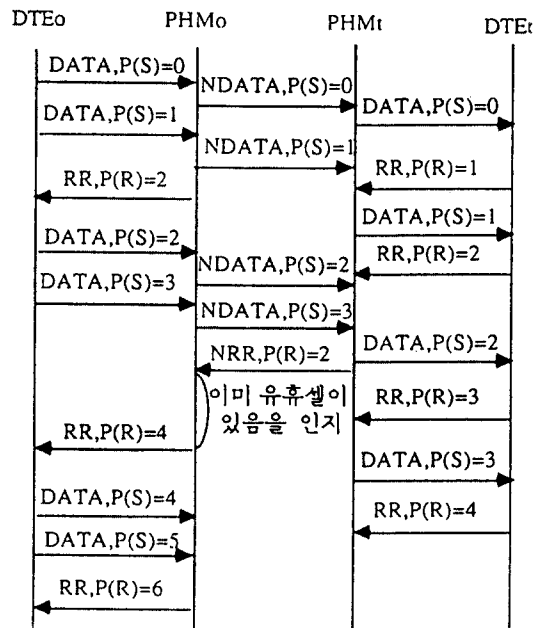 DTEo PHMo PHMt DTEt
DATA,P(S)=0
NDATA,P(S)=0
DATA,P(S)=0
DATA,P(S)=1
NDATA,P(S)=1
RR,P(R)=1
RR,P(R)=2
DATA,P(S)=1
DATA,P(S)=2
RR,P(R)=2
NDATA,P(S)=2
DATA,P(S)=3
NDATA,P(S)=3
NRR,P(R)=2
DATA,P(S)=2
이미 유휴셀이
있음을 인지
RR,P(R)=3
RR,P(R)=4
DATA,P(S)=3
DATA,P(S)=4
RR,P(R)=4
DATA,P(S)=5
RR,P(R)=6